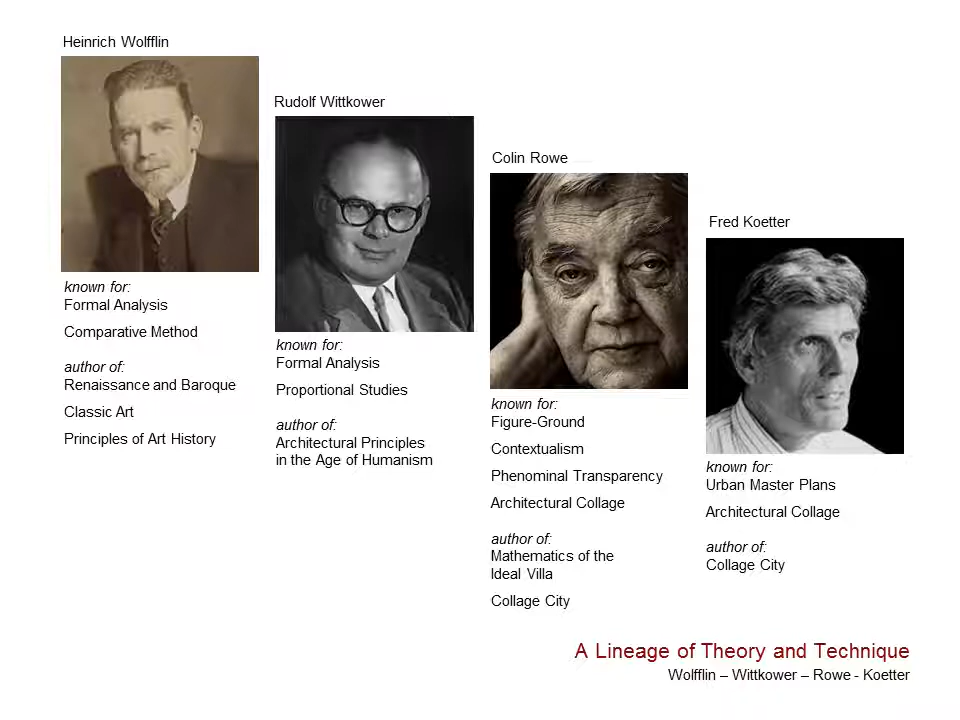 Heinrich Wolfflin
known for:
Formal Analysis
Comparative Method
author of:
Renaissance and Baroque
Classic Art
Principles of Art History
Rudolf Wittkower
known for:
Formal Analysis
Proportional Studies
author of:
Architectural Principles
in the Age of Humanism
Colin Rowe
known for:
Figure-Ground
Contextualism
Phenominal Transparency
Architectural Collage
author of:
Mathematics of the
Ideal Villa
Collage City
Fred Koetter
known for:
Urban Master Plans
Architectural Collage
author of:
Collage City
A Lineage of Theory and Technique
Wolfflin – Wittkower – Rowe - Koetter